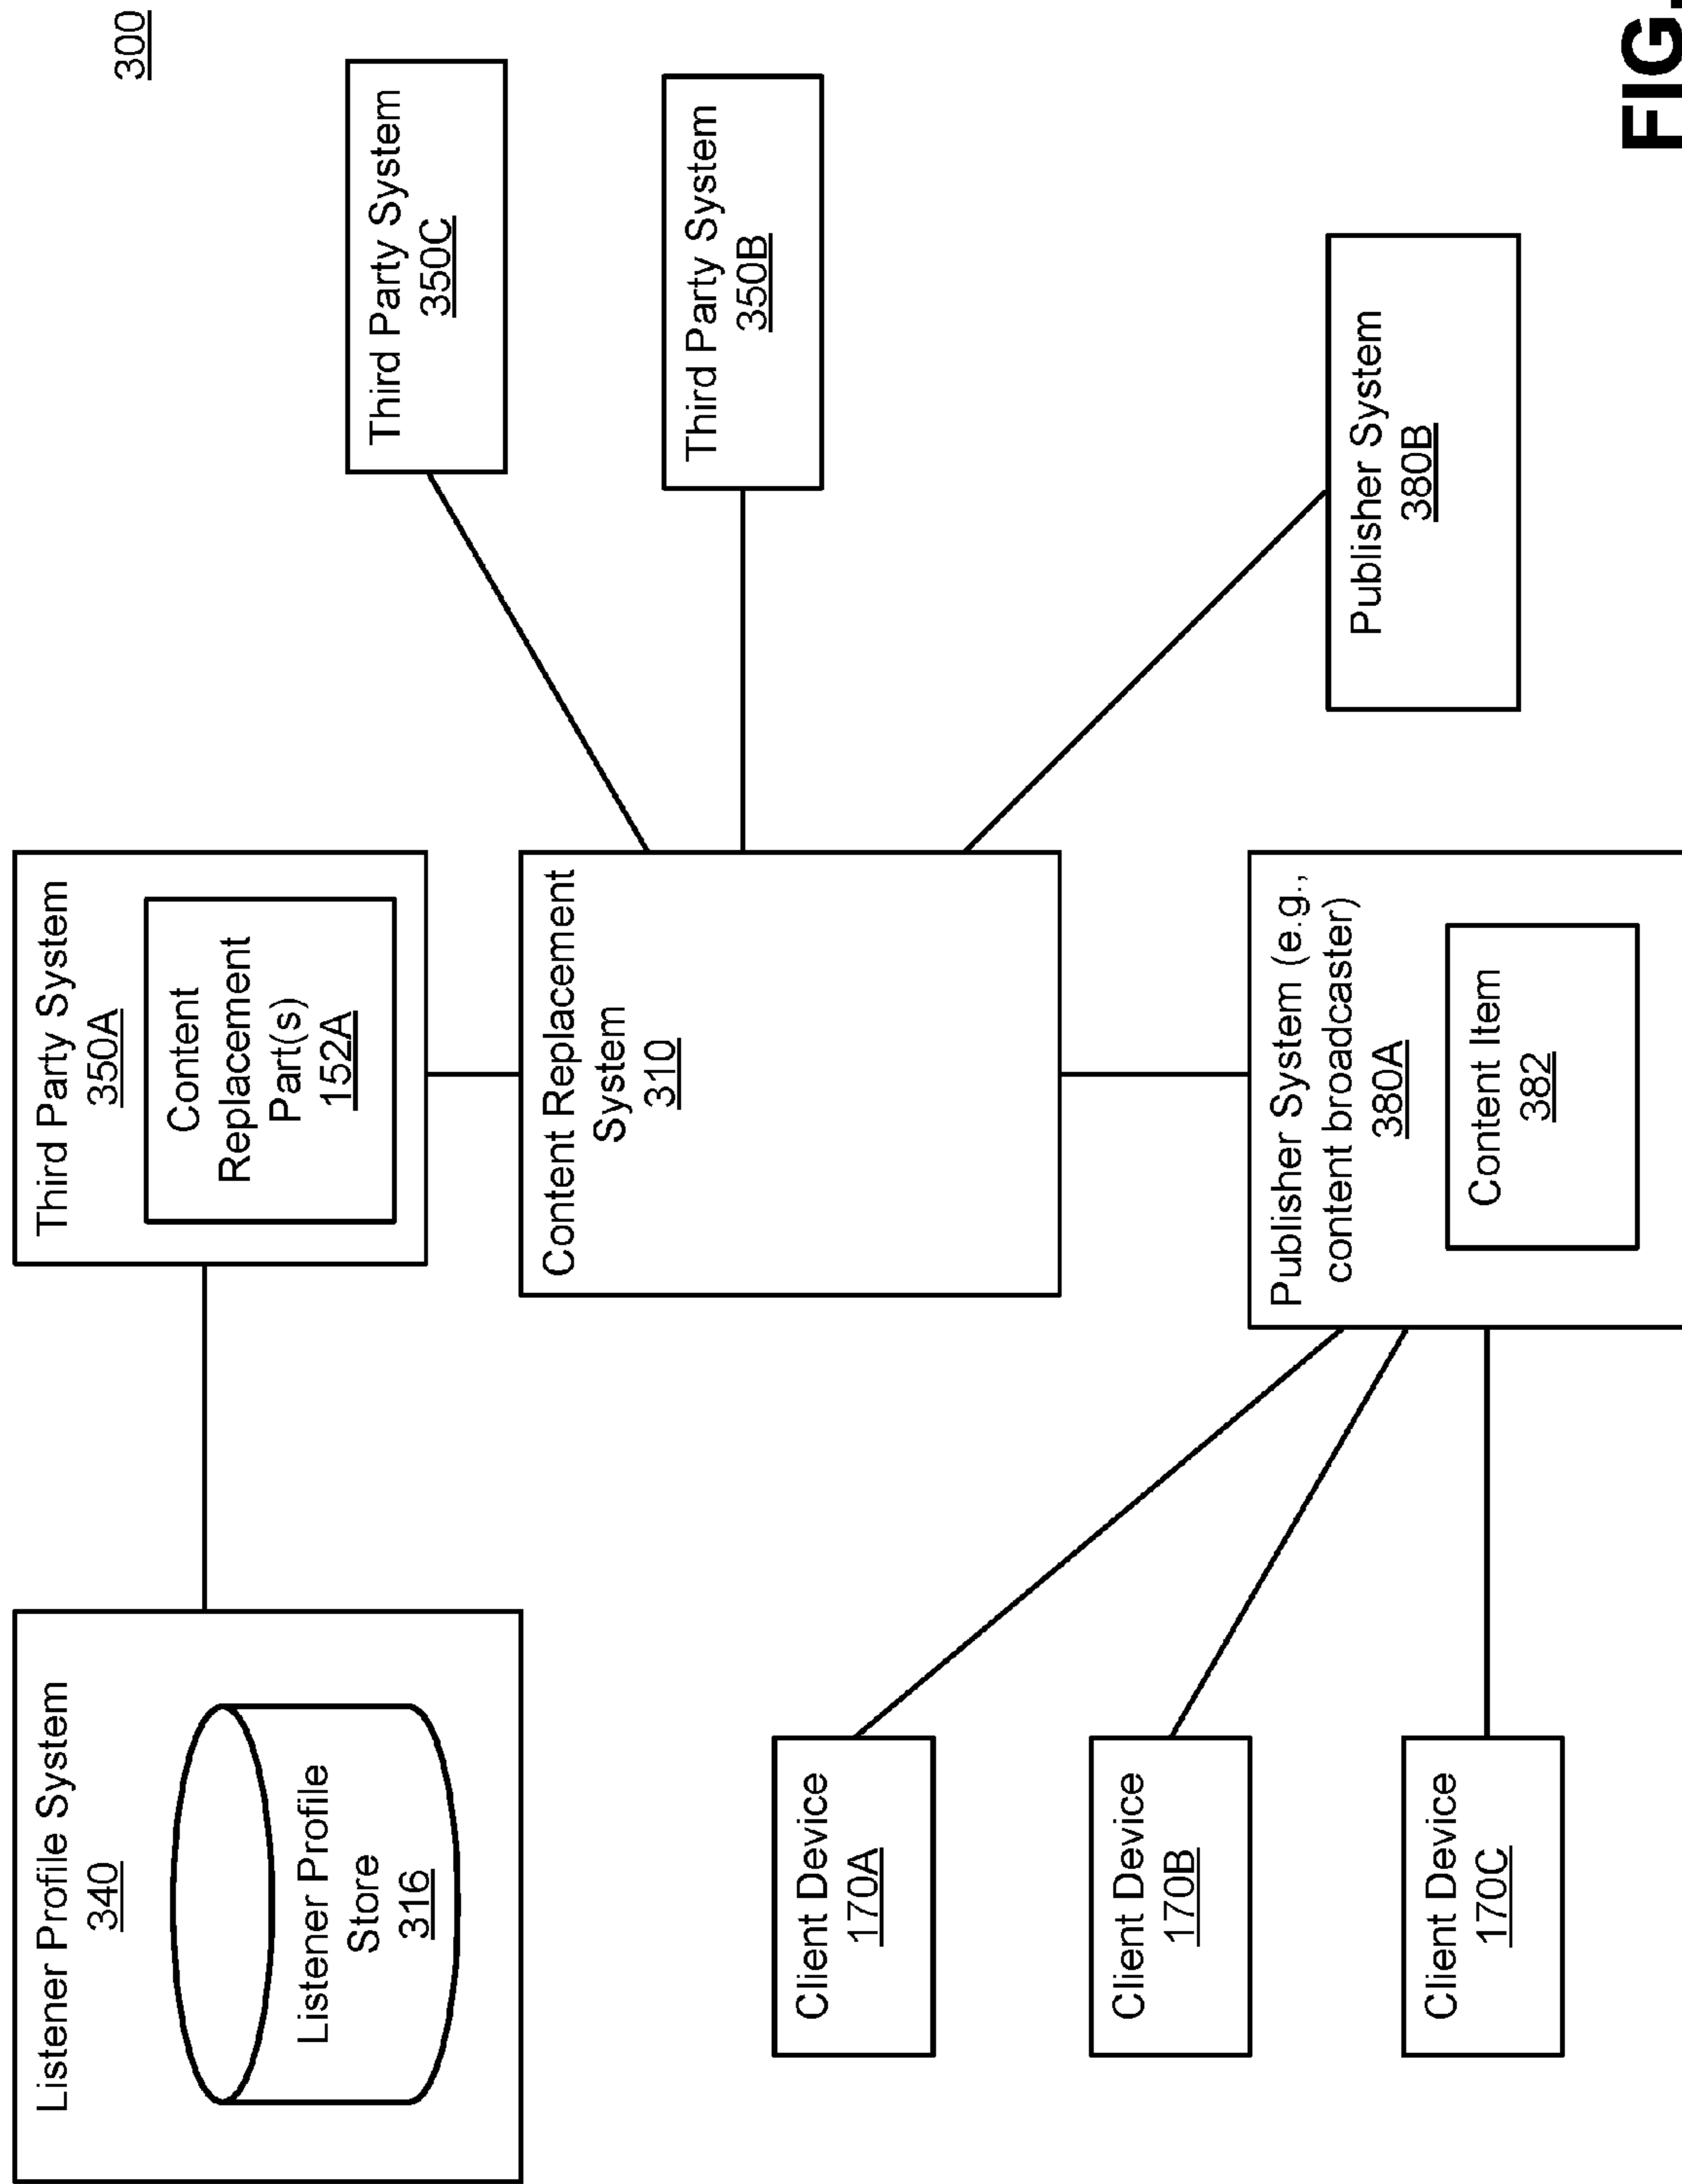 300
Listener Profile System
340
Listener Profile
Store
316
Third Party System
350A
Content
Replacement
Part(s)
152A
Third Party System
350C
Third Party System
350B
Content Replacement
System
310
Client Device
170A
Client Device
170B
Client Device
170C
Publisher System (e.g.,
content broadcaster)
380A
Content Item
382
Publisher System
380B
FIG.